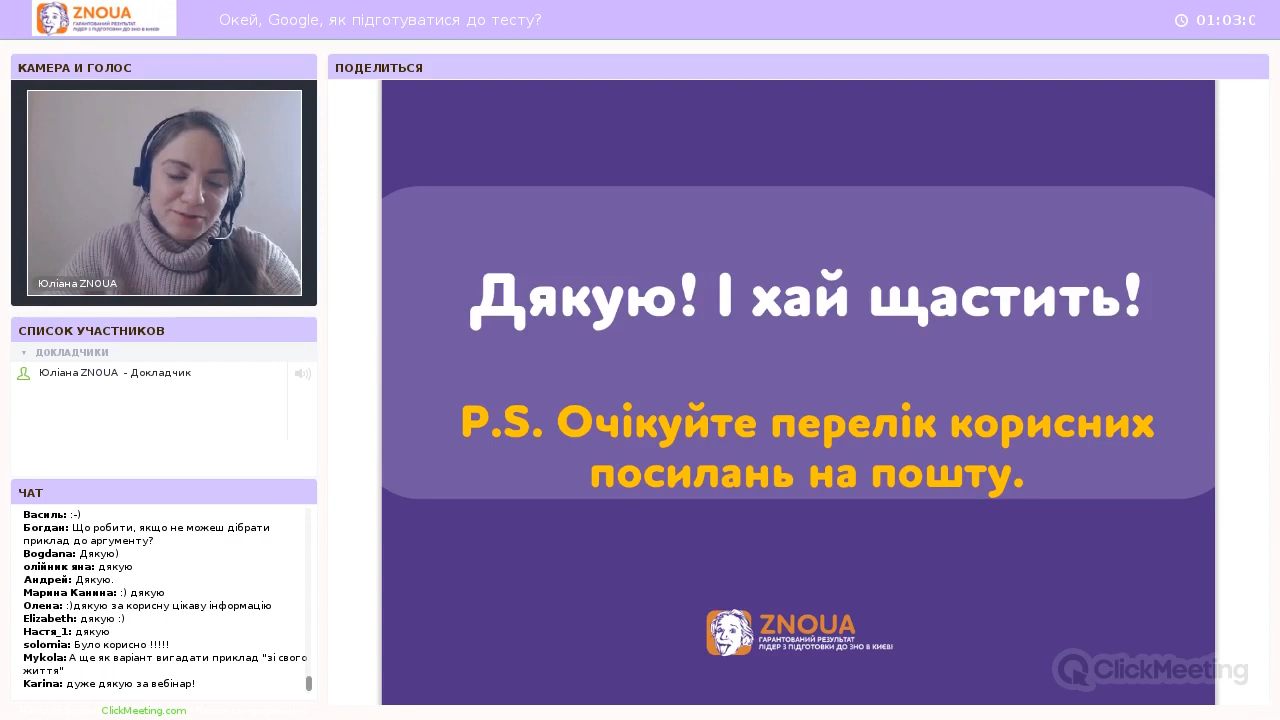 ZNOUA
ГАРАНТОВАНИЙ РЕЗУЛЬТАТ
ЛІДЕР З ПІДГОТОВКИ ДО ЗНО В КИЄВІ
Окей, Google, як підготуватися до тесту?
КАМЕРА И ГОЛОС
Юліана ZNOUA
СПИСОК УЧАСТНИКОВ
ДОКЛАДЧИКИ
Юліана ZNOUA - Докладчик
ЧАТ
Василь: :-)
Богдан: Що робити, якщо не можеш дібрати
приклад до аргументу?
Bogdana: Дякую)
олійник яна: дякую
Андрей: Дякую.
Марина Канина: :) дякую
Олена: :)дякую за корисну цікаву інформацію
Elizabeth: дякую :)
Настя_1: дякую
solomia: Було корисно !!!!!
Mykola: А ще як варіант вигадати приклад "зі свого
життя"
Karina: дуже дякую за вебінар!
ClickMeeting.com
ПОДЕЛИТЬСЯ
Дякую! І хай щастить!
P.S. Очікуйте перелік корисних
посилань на пошту.
ZNOUA
ГАРАНТОВАНИЙ РЕЗУЛЬТАТ
ЛІДЕР З ПІДГОТОВКИ ДО ЗНО В КИЄВІ
ClickMeeting